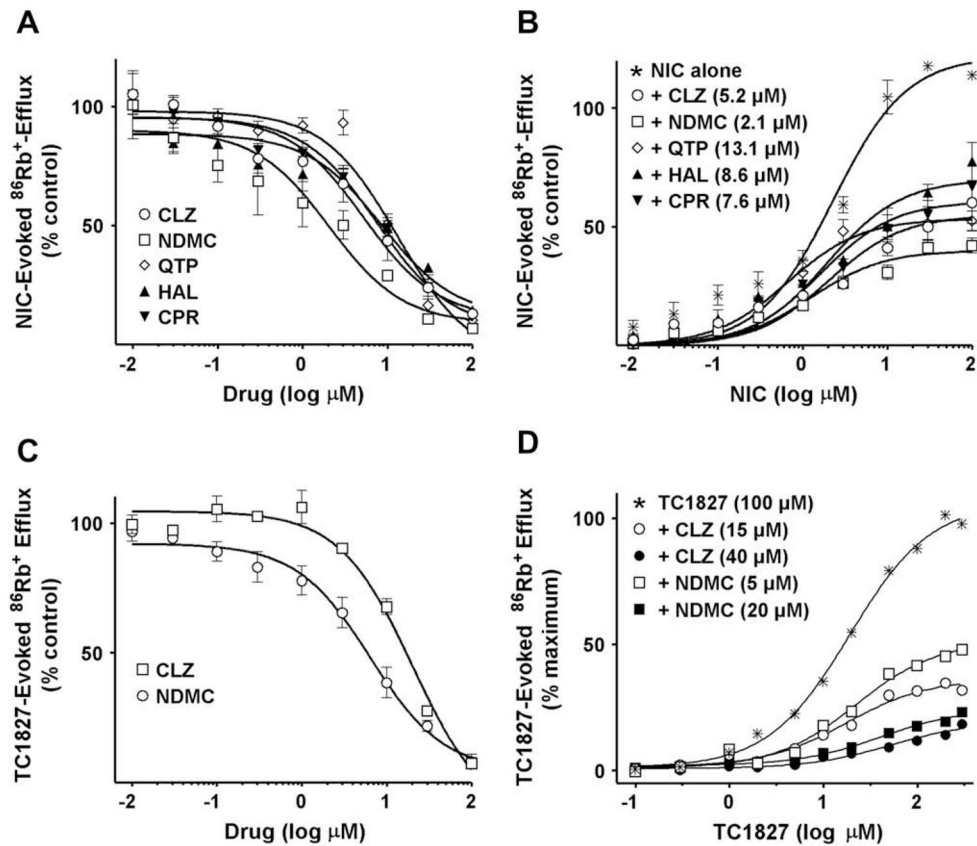 A
NIC-Evoked ⁸⁶Rb⁺-Efflux
(% control)
100
50
CLZ
NDMC
QTP
HAL
CPR
-2 -1 0 1 2
Drug (log µM)
B
NIC-Evoked ⁸⁶Rb⁺-Efflux
(% control)
100
50
NIC alone
+ CLZ (5.2 µM)
+ NDMC (2.1 µM)
+ QTP (13.1 µM)
+ HAL (8.6 µM)
+ CPR (7.6 µM)
-2 -1 0 1 2
NIC (log µM)
C
TC1827-Evoked ⁸⁶Rb⁺ Efflux
(% control)
100
50
CLZ
NDMC
-2 -1 0 1 2
Drug (log µM)
D
TC1827-Evoked ⁸⁶Rb⁺ Efflux
(% maximum)
100
50
0
TC1827 (100 µM)
+ CLZ (15 µM)
+ CLZ (40 µM)
+ NDMC (5 µM)
+ NDMC (20 µM)
-1 0 1 2
TC1827 (log µM)